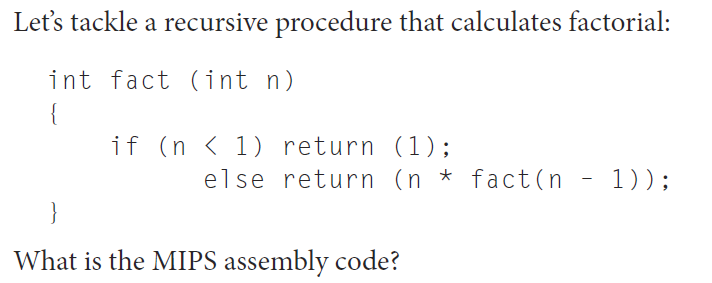 Let's tackle a recursive procedure that calculates factorial:
int fact (int n)
{
if (n < 1) return (1);
else return (n * fact(n - 1));
}
What is the MIPS assembly code?